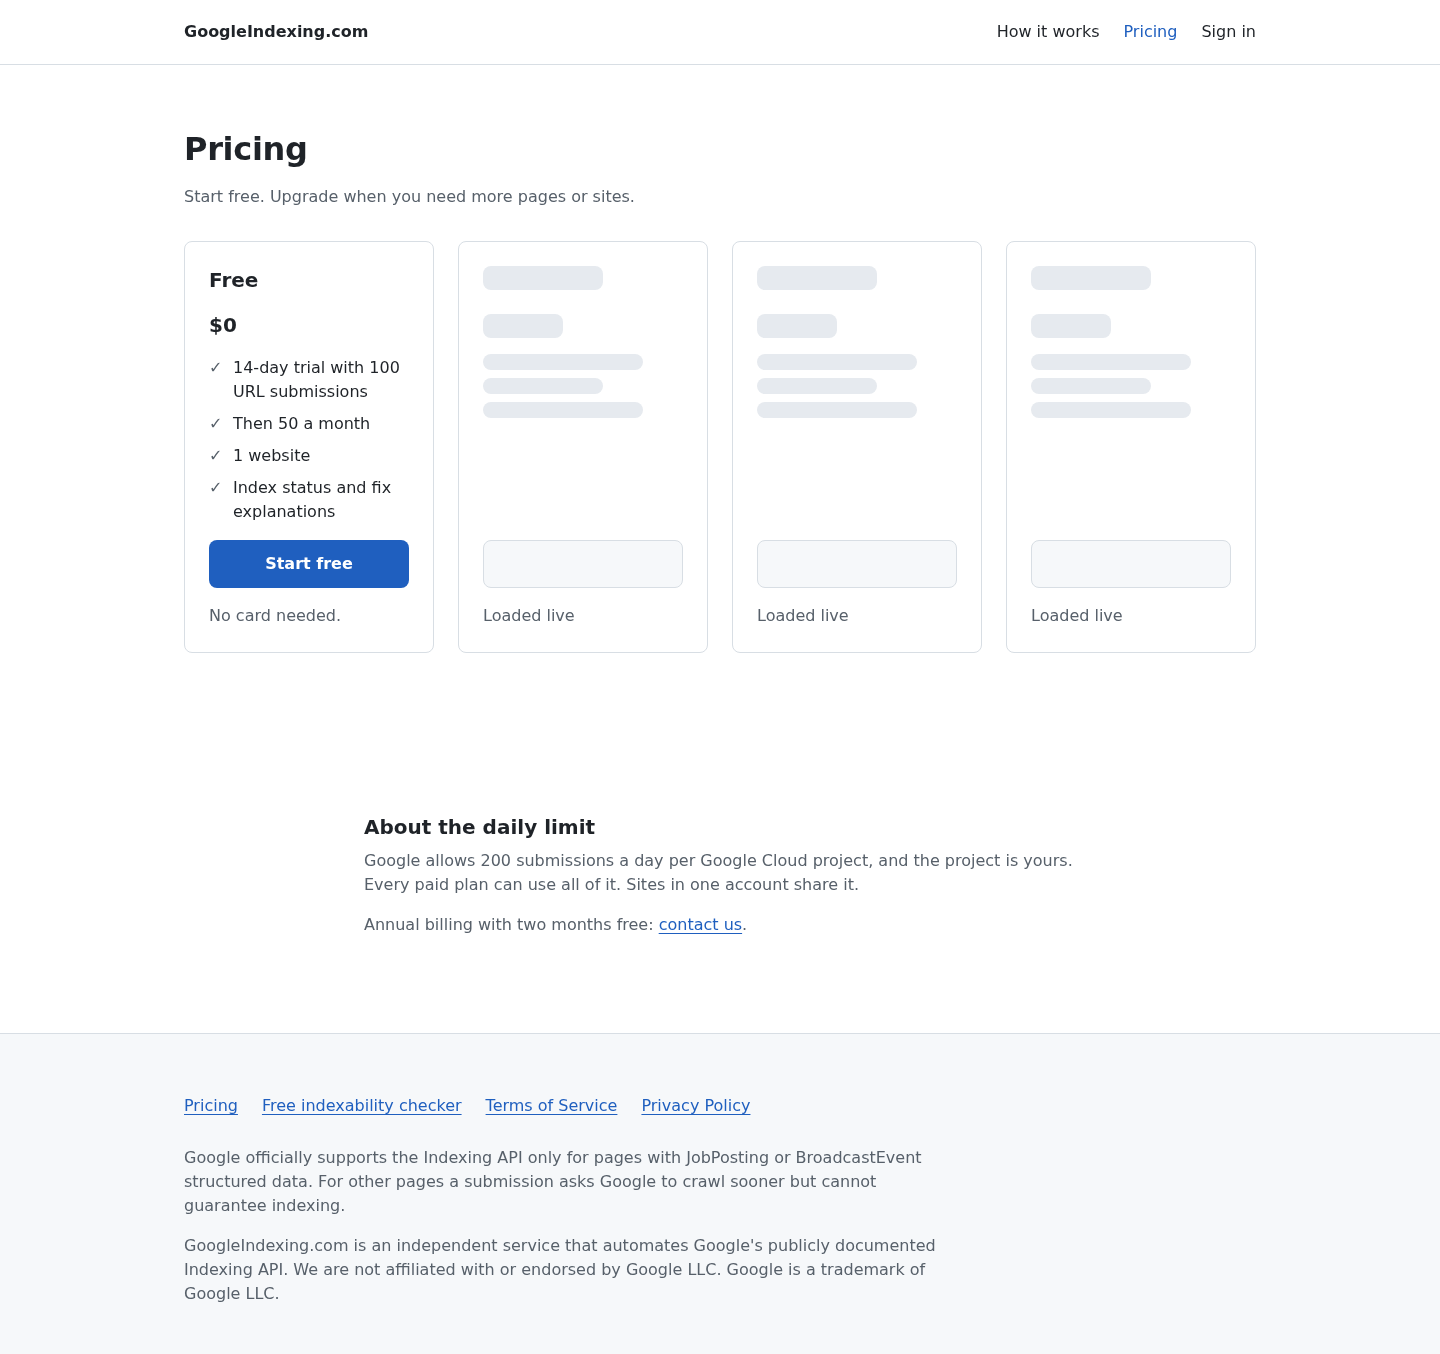 GoogleIndexing.com
How it works
Pricing
Sign in
Pricing
Start free. Upgrade when you need more pages or sites.
Free
$0
✓ 14-day trial with 100
URL submissions
✓ Then 50 a month
✓ 1 website
✓ Index status and fix
explanations
Start free
No card needed.
Loaded live
Loaded live
Loaded live
About the daily limit
Google allows 200 submissions a day per Google Cloud project, and the project is yours.
Every paid plan can use all of it. Sites in one account share it.
Annual billing with two months free: contact us.
Pricing
Free indexability checker
Terms of Service
Privacy Policy
Google officially supports the Indexing API only for pages with JobPosting or BroadcastEvent
structured data. For other pages a submission asks Google to crawl sooner but cannot
guarantee indexing.
GoogleIndexing.com is an independent service that automates Google's publicly documented
Indexing API. We are not affiliated with or endorsed by Google LLC. Google is a trademark of
Google LLC.